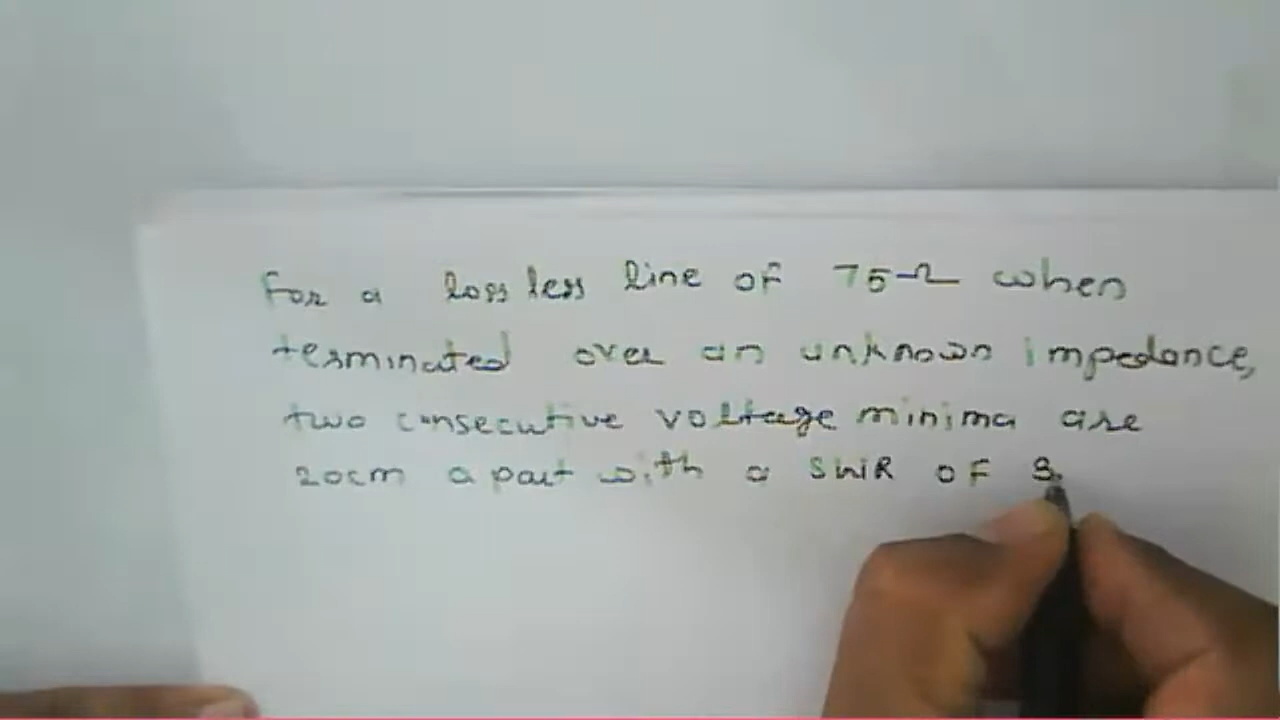 For a loss less line of 75Ω when
terminated over an unknown impedance,
two consecutive voltage minima are
20cm apart with a SWR of 3.